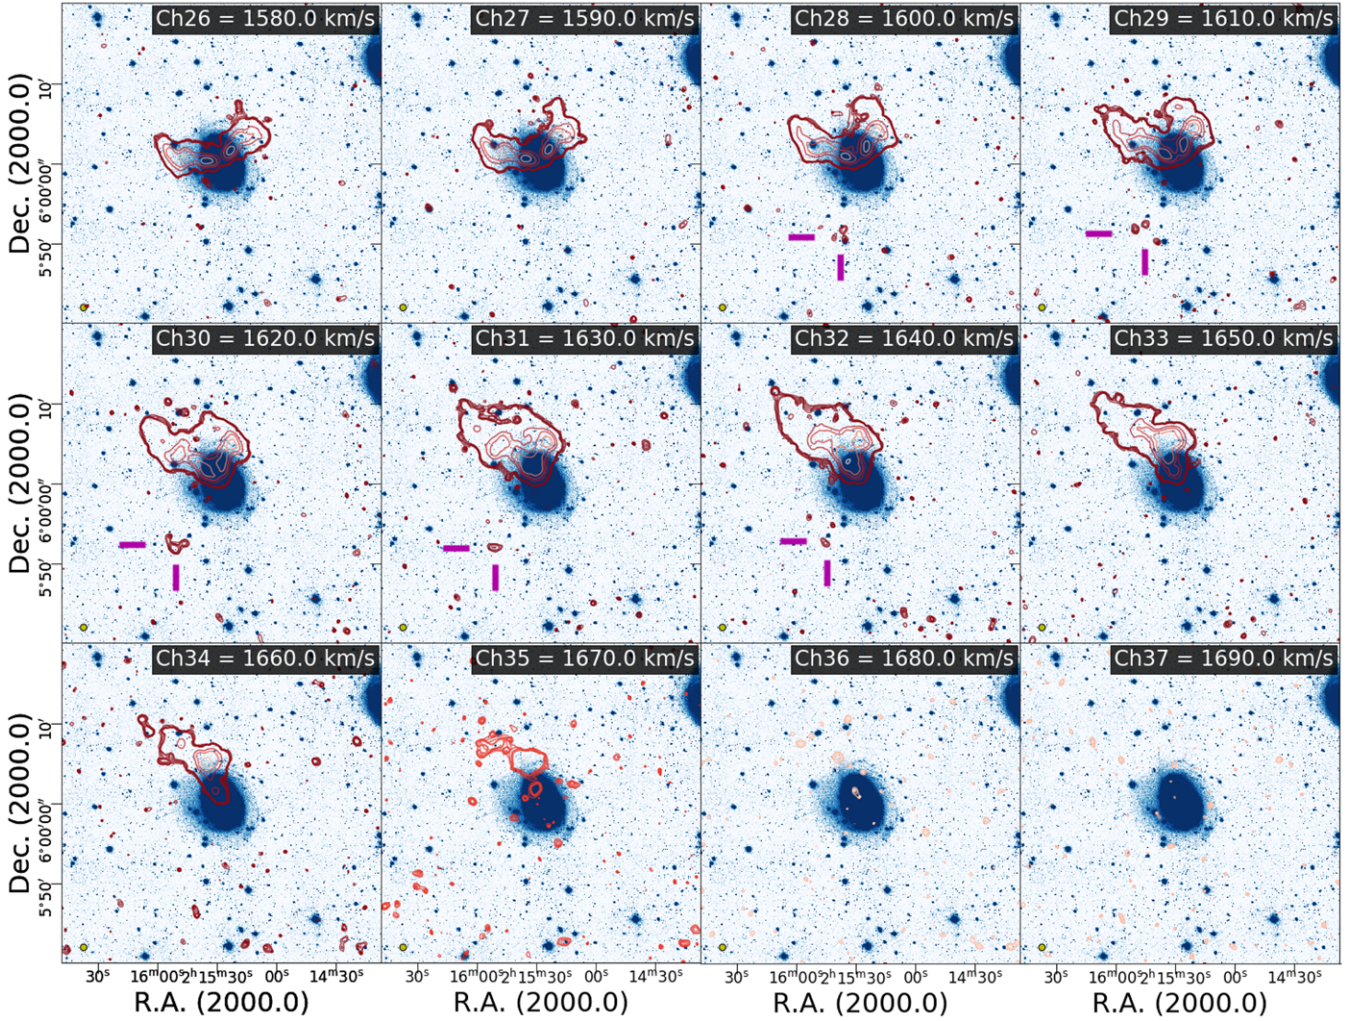 Ch26 = 1580.0 km/s
Ch27 = 1590.0 km/s
Ch28 = 1600.0 km/s
Ch29 = 1610.0 km/s
Dec. (2000.0)
10'
6°00'00"
5°50'
Ch30 = 1620.0 km/s
Ch31 = 1630.0 km/s
Ch32 = 1640.0 km/s
Ch33 = 1650.0 km/s
Dec. (2000.0)
10'
6°00'00"
5°50'
Ch34 = 1660.0 km/s
Ch35 = 1670.0 km/s
Ch36 = 1680.0 km/s
Ch37 = 1690.0 km/s
Dec. (2000.0)
10'
6°00'00"
5°50'
30ˢ 16ᵐ00ˢ 2ʰ15ᵐ30ˢ 00ˢ 14ᵐ30ˢ
30ˢ 16ᵐ00ˢ 2ʰ15ᵐ30ˢ 00ˢ 14ᵐ30ˢ
30ˢ 16ᵐ00ˢ 2ʰ15ᵐ30ˢ 00ˢ 14ᵐ30ˢ
30ˢ 16ᵐ00ˢ 2ʰ15ᵐ30ˢ 00ˢ 14ᵐ30ˢ
R.A. (2000.0)
R.A. (2000.0)
R.A. (2000.0)
R.A. (2000.0)